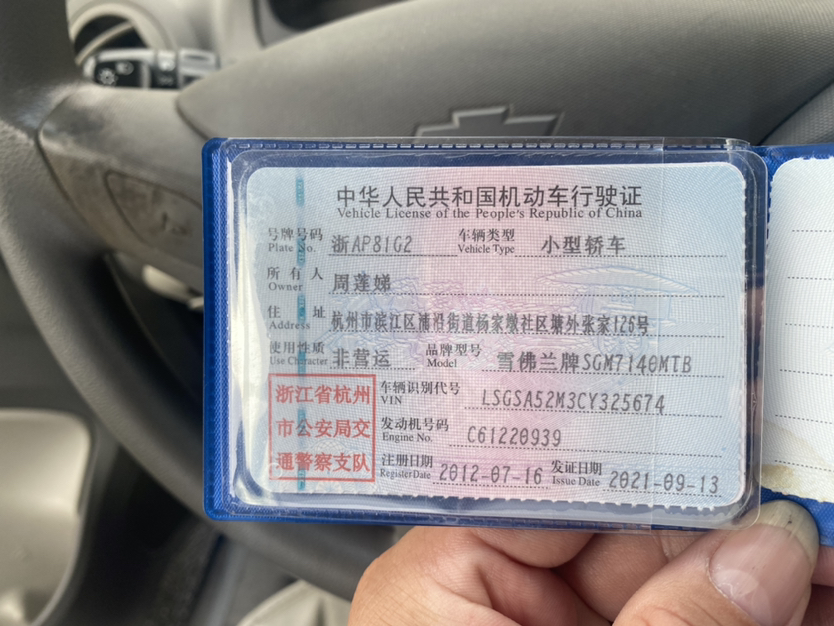 中华人民共和国机动车行驶证
Vehicle License of the People's Republic of China
号牌号码 浙AP81G2 车辆类型 小型轿车
Plate No. Vehicle Type
所有人 周莲娣
Owner
住址 杭州市滨江区浦沿街道杨家墩社区塘外张家126号
Address
使用性质 非营运 品牌型号 雪佛兰牌SGM7140MTB
Use Character Model
浙江省杭州
市公安局交
通警察支队
车辆识别代号 LSGSA52M3CY325674
VIN
发动机号码 C61220939
Engine No.
注册日期 2012-07-16 发证日期 2021-09-13
Register Date Issue Date